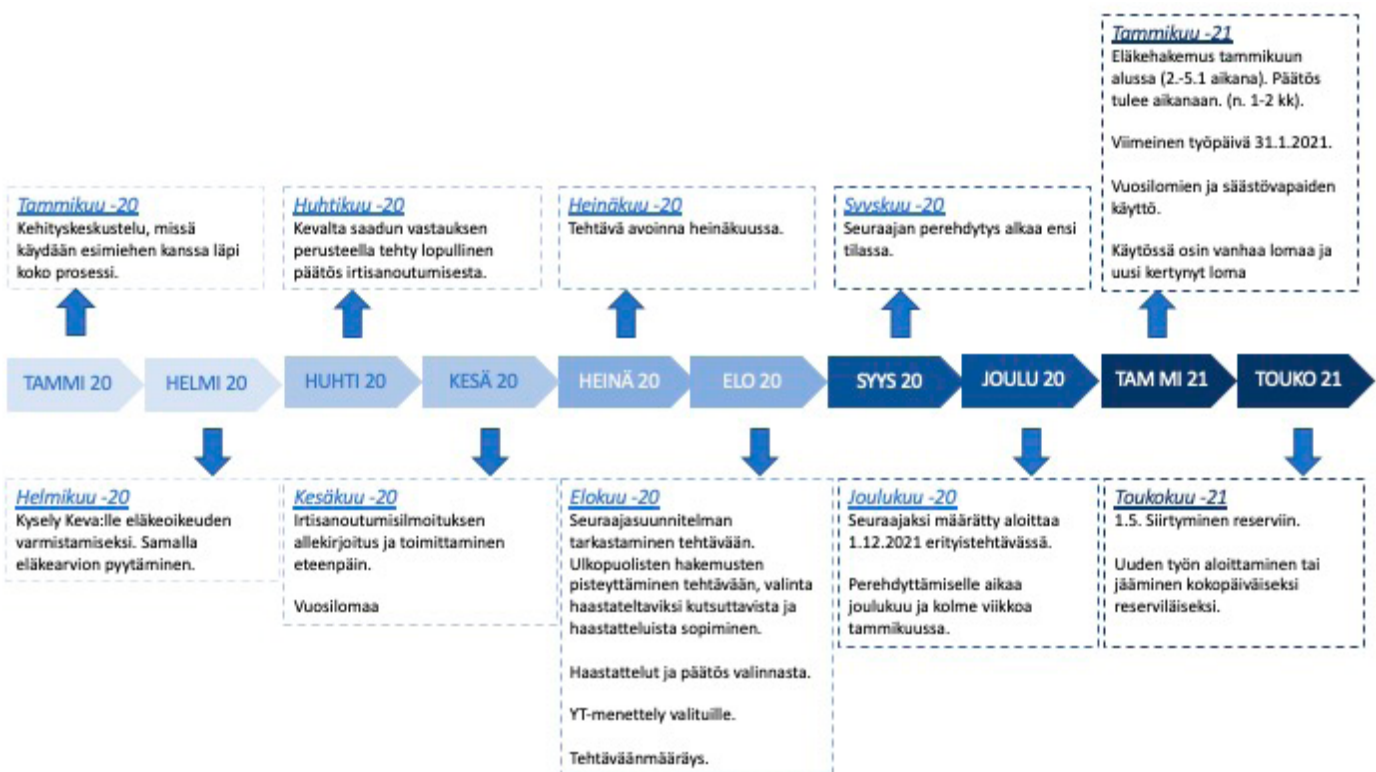 Tammikuu -21
Eläkehakemus tammikuun
alussa (2.-5.1 aikana). Päätös
tulee aikanaan. (n. 1-2 kk).
Viimeinen työpäivä 31.1.2021.
Vuosilomien ja säästövapaiden
käyttö.
Käytössä osin vanhaa lomaa ja
uusi kertynyt loma
Tammikuu -20
Kehityskeskustelu, missä
käydään esimiehen kanssa läpi
koko prosessi.
Huhtikuu -20
Kevalta saadun vastauksen
perusteella tehty lopullinen
päätös irtisanoutumisesta.
Heinäkuu -20
Tehtävä avoinna heinäkuussa.
Syyskuu -20
Seuraajan perehdytys alkaa ensi
tilassa.
TAMMI 20
HELMI 20
HUHTI 20
KESÄ 20
HEINÄ 20
ELO 20
SYYS 20
JOULU 20
TAM MI 21
TOUKO 21
Helmikuu -20
Kysely Keva:lle eläkeoikeuden
varmistamiseksi. Samalla
eläkearvion pyytäminen.
Kesäkuu -20
Irtisanoutumisilmoituksen
allekirjoitus ja toimittaminen
eteenpäin.
Vuosilomaa
Elokuu -20
Seuraajasuunnitelman
tarkastaminen tehtävään.
Ulkopuolisten hakemusten
pisteyttäminen tehtävään, valinta
haastateltaviksi kutsuttavista ja
haastatteluista sopiminen.
Haastattelut ja päätös valinnasta.
YT-menettely valituille.
Tehtäväänmääräys.
Joulukuu -20
Seuraajaksi määrätty aloittaa
1.12.2021 erityistehtävässä.
Perehdyttämiselle aikaa
joulukuu ja kolme viikkoa
tammikuussa.
Toukokuu -21
1.5. Siirtyminen reserviin.
Uuden työn aloittaminen tai
jääminen kokopäiväiseksi
reserviläiseksi.